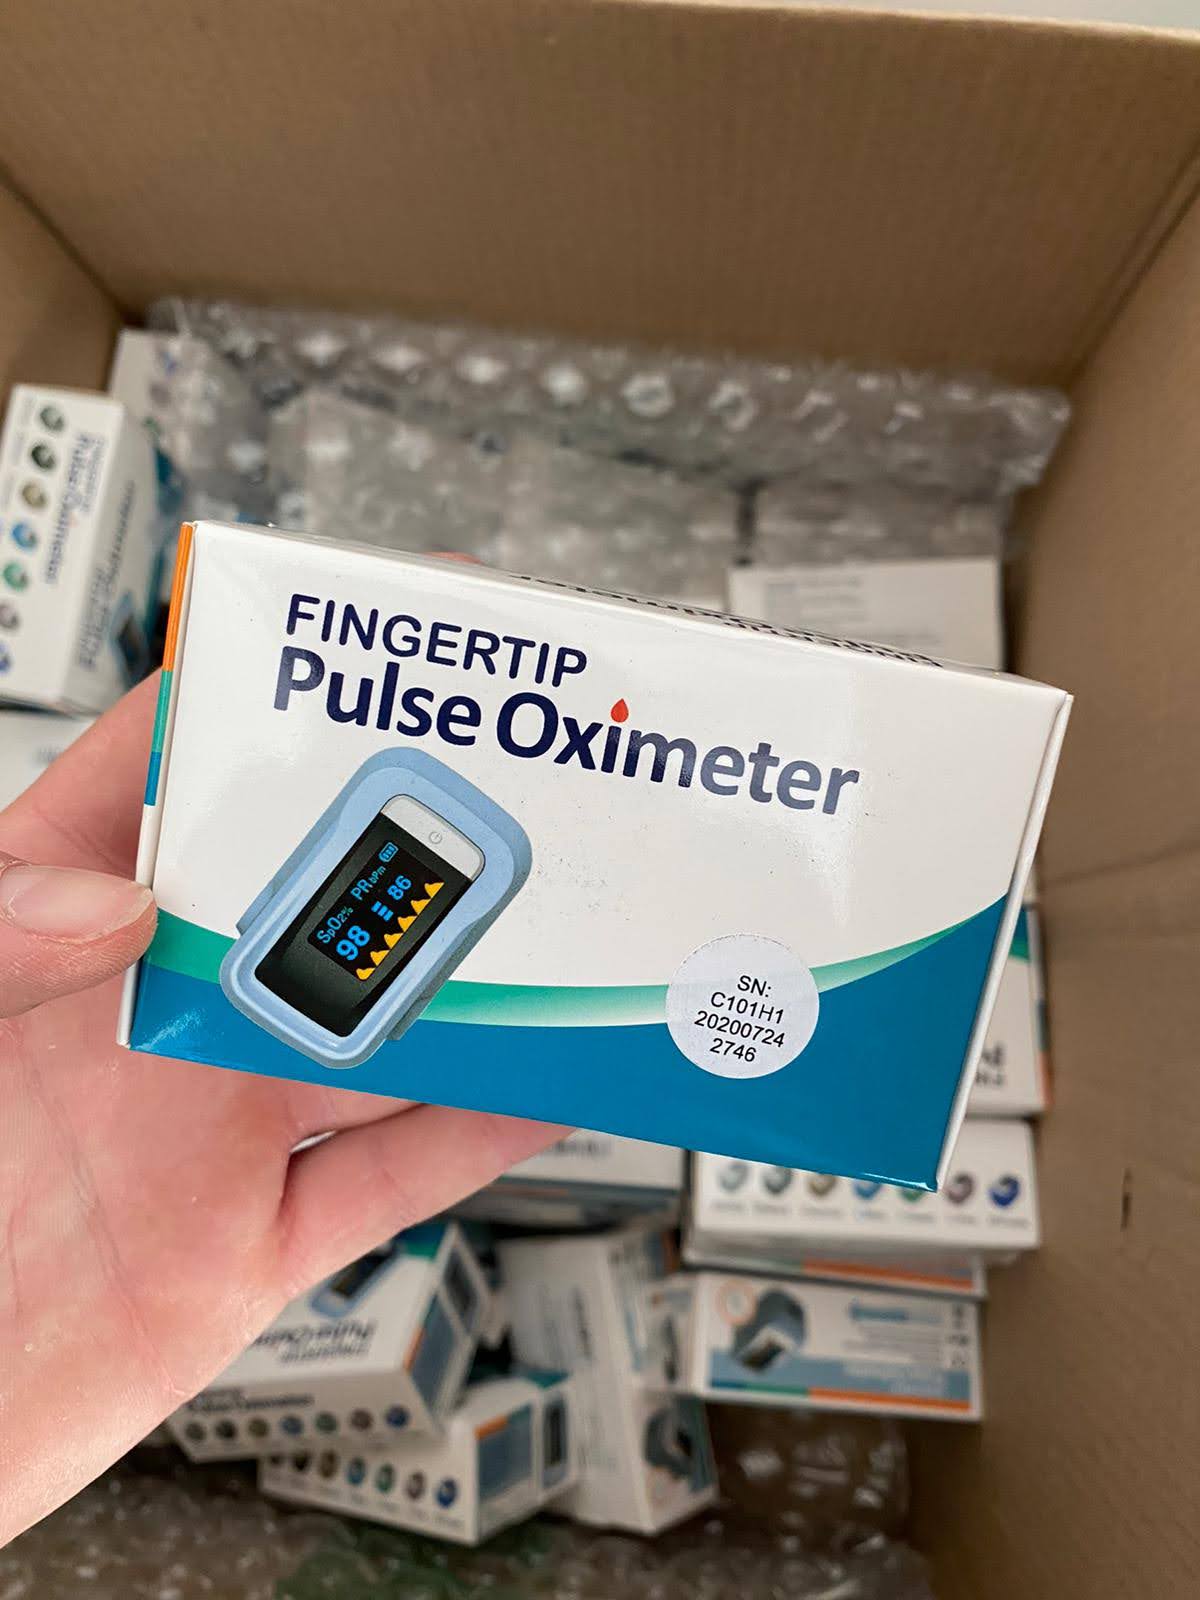 FINGERTIP
Pulse Oximeter
SpO2% PRbPm
98 86
SN:
C101H1
20200724
2746